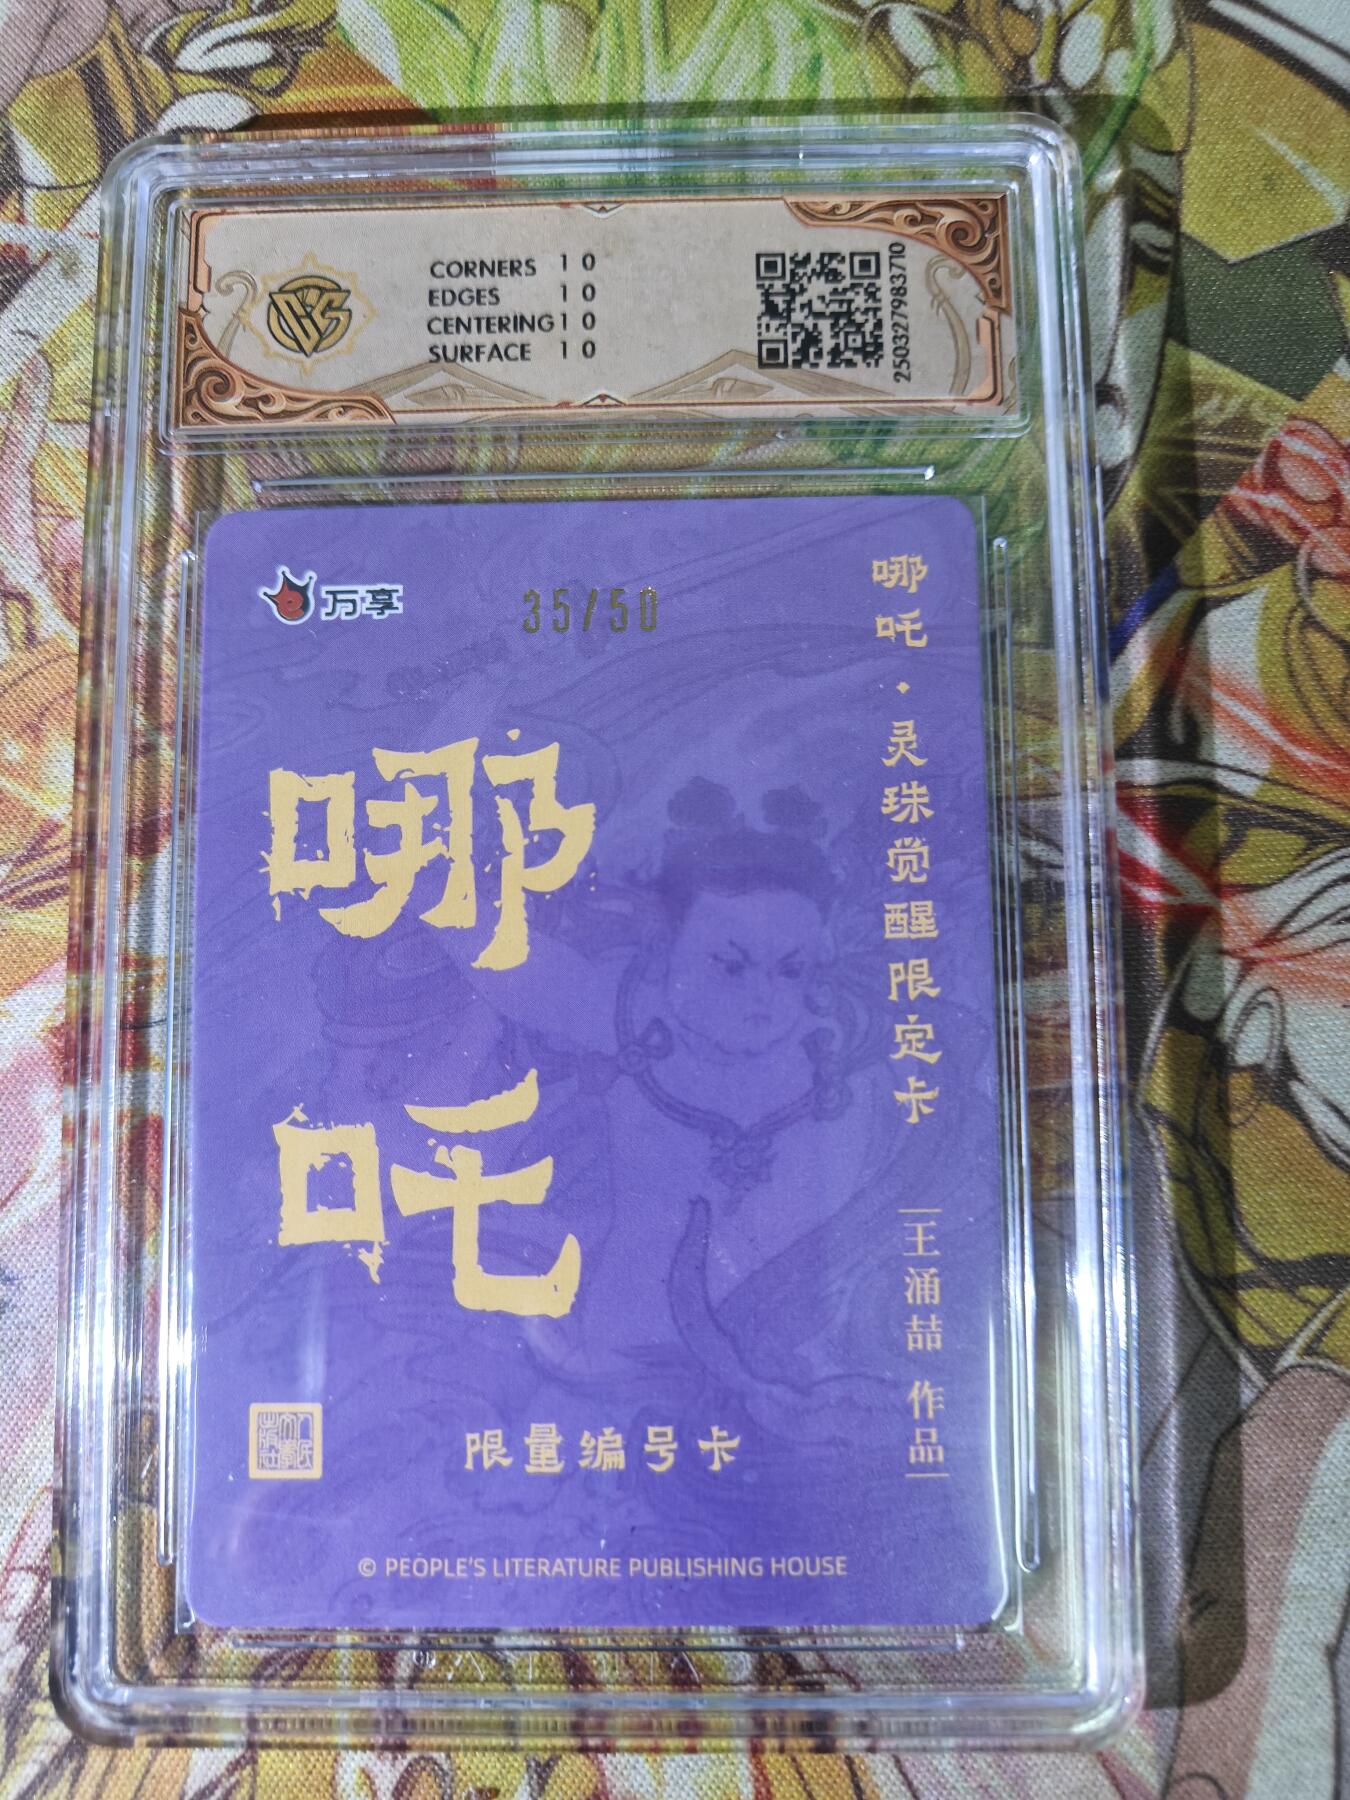 CORNERS 10
EDGES 10
CENTERING 10
SURFACE 10
250327983710
万享
35/50
哪吒·灵珠觉醒限定卡
王涌喆 作品
哪
吒
限量编号卡
© PEOPLE'S LITERATURE PUBLISHING HOUSE